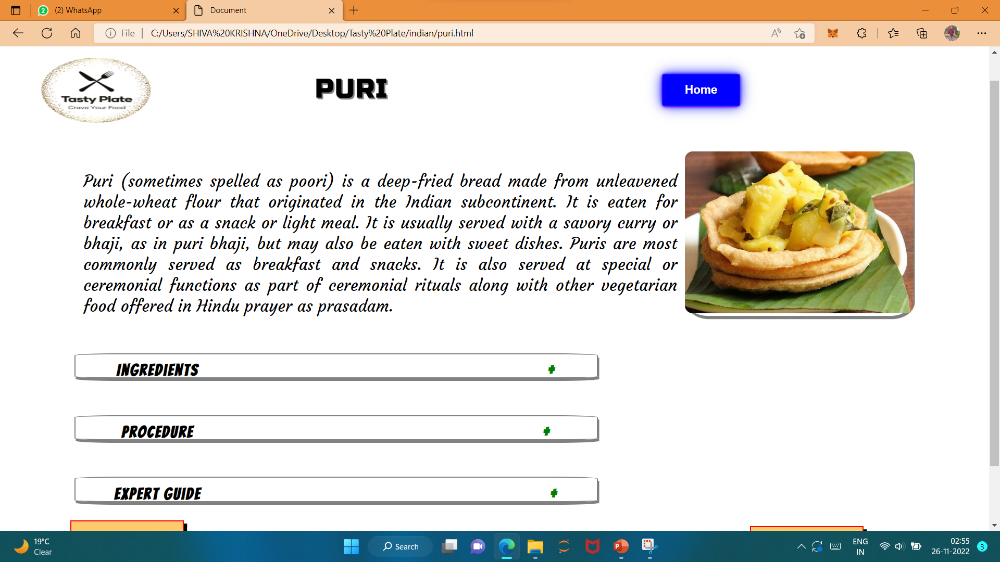 2
(2) WhatsApp
Document
File
C:/Users/SHIVA%20KRISHNA/OneDrive/Desktop/Tasty%20Plate/indian/puri.html
Tasty Plate
Crave Your Food
PURI
Home
Puri (sometimes spelled as poori) is a deep-fried bread made from unleavened
whole-wheat flour that originated in the Indian subcontinent. It is eaten for
breakfast or as a snack or light meal. It is usually served with a savory curry or
bhaji, as in puri bhaji, but may also be eaten with sweet dishes. Puris are most
commonly served as breakfast and snacks. It is also served at special or
ceremonial functions as part of ceremonial rituals along with other vegetarian
food offered in Hindu prayer as prasadam.
INGREDIENTS +
PROCEDURE +
EXPERT GUIDE +
19°C
Clear
Search
P
ENG
IN
02:55
26-11-2022
3